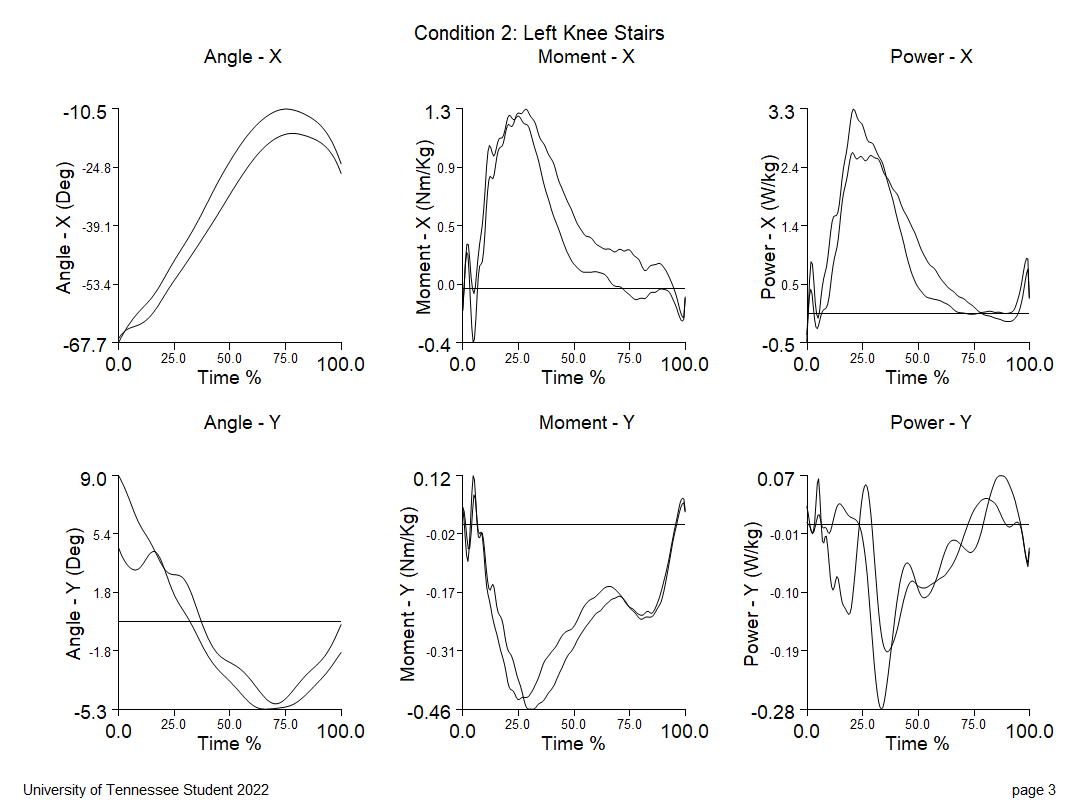 Condition 2: Left Knee Stairs
Angle - X
Moment - X
Power - X
-10.5
-24.8
-39.1
-53.4
-67.7
Angle - X (Deg)
0.0
25.0
50.0
75.0
100.0
Time %
1.3
0.9
0.5
0.0
-0.4
Moment - X (Nm/Kg)
0.0
25.0
50.0
75.0
100.0
Time %
3.3
2.4
1.4
0.5
-0.5
Power - X (W/kg)
0.0
25.0
50.0
75.0
100.0
Time %
Angle - Y
Moment - Y
Power - Y
9.0
5.4
1.8
-1.8
-5.3
Angle - Y (Deg)
0.0
25.0
50.0
75.0
100.0
Time %
0.12
-0.02
-0.17
-0.31
-0.46
Moment - Y (Nm/Kg)
0.0
25.0
50.0
75.0
100.0
Time %
0.07
-0.01
-0.10
-0.19
-0.28
Power - Y (W/kg)
0.0
25.0
50.0
75.0
100.0
Time %
University of Tennessee Student 2022
page 3